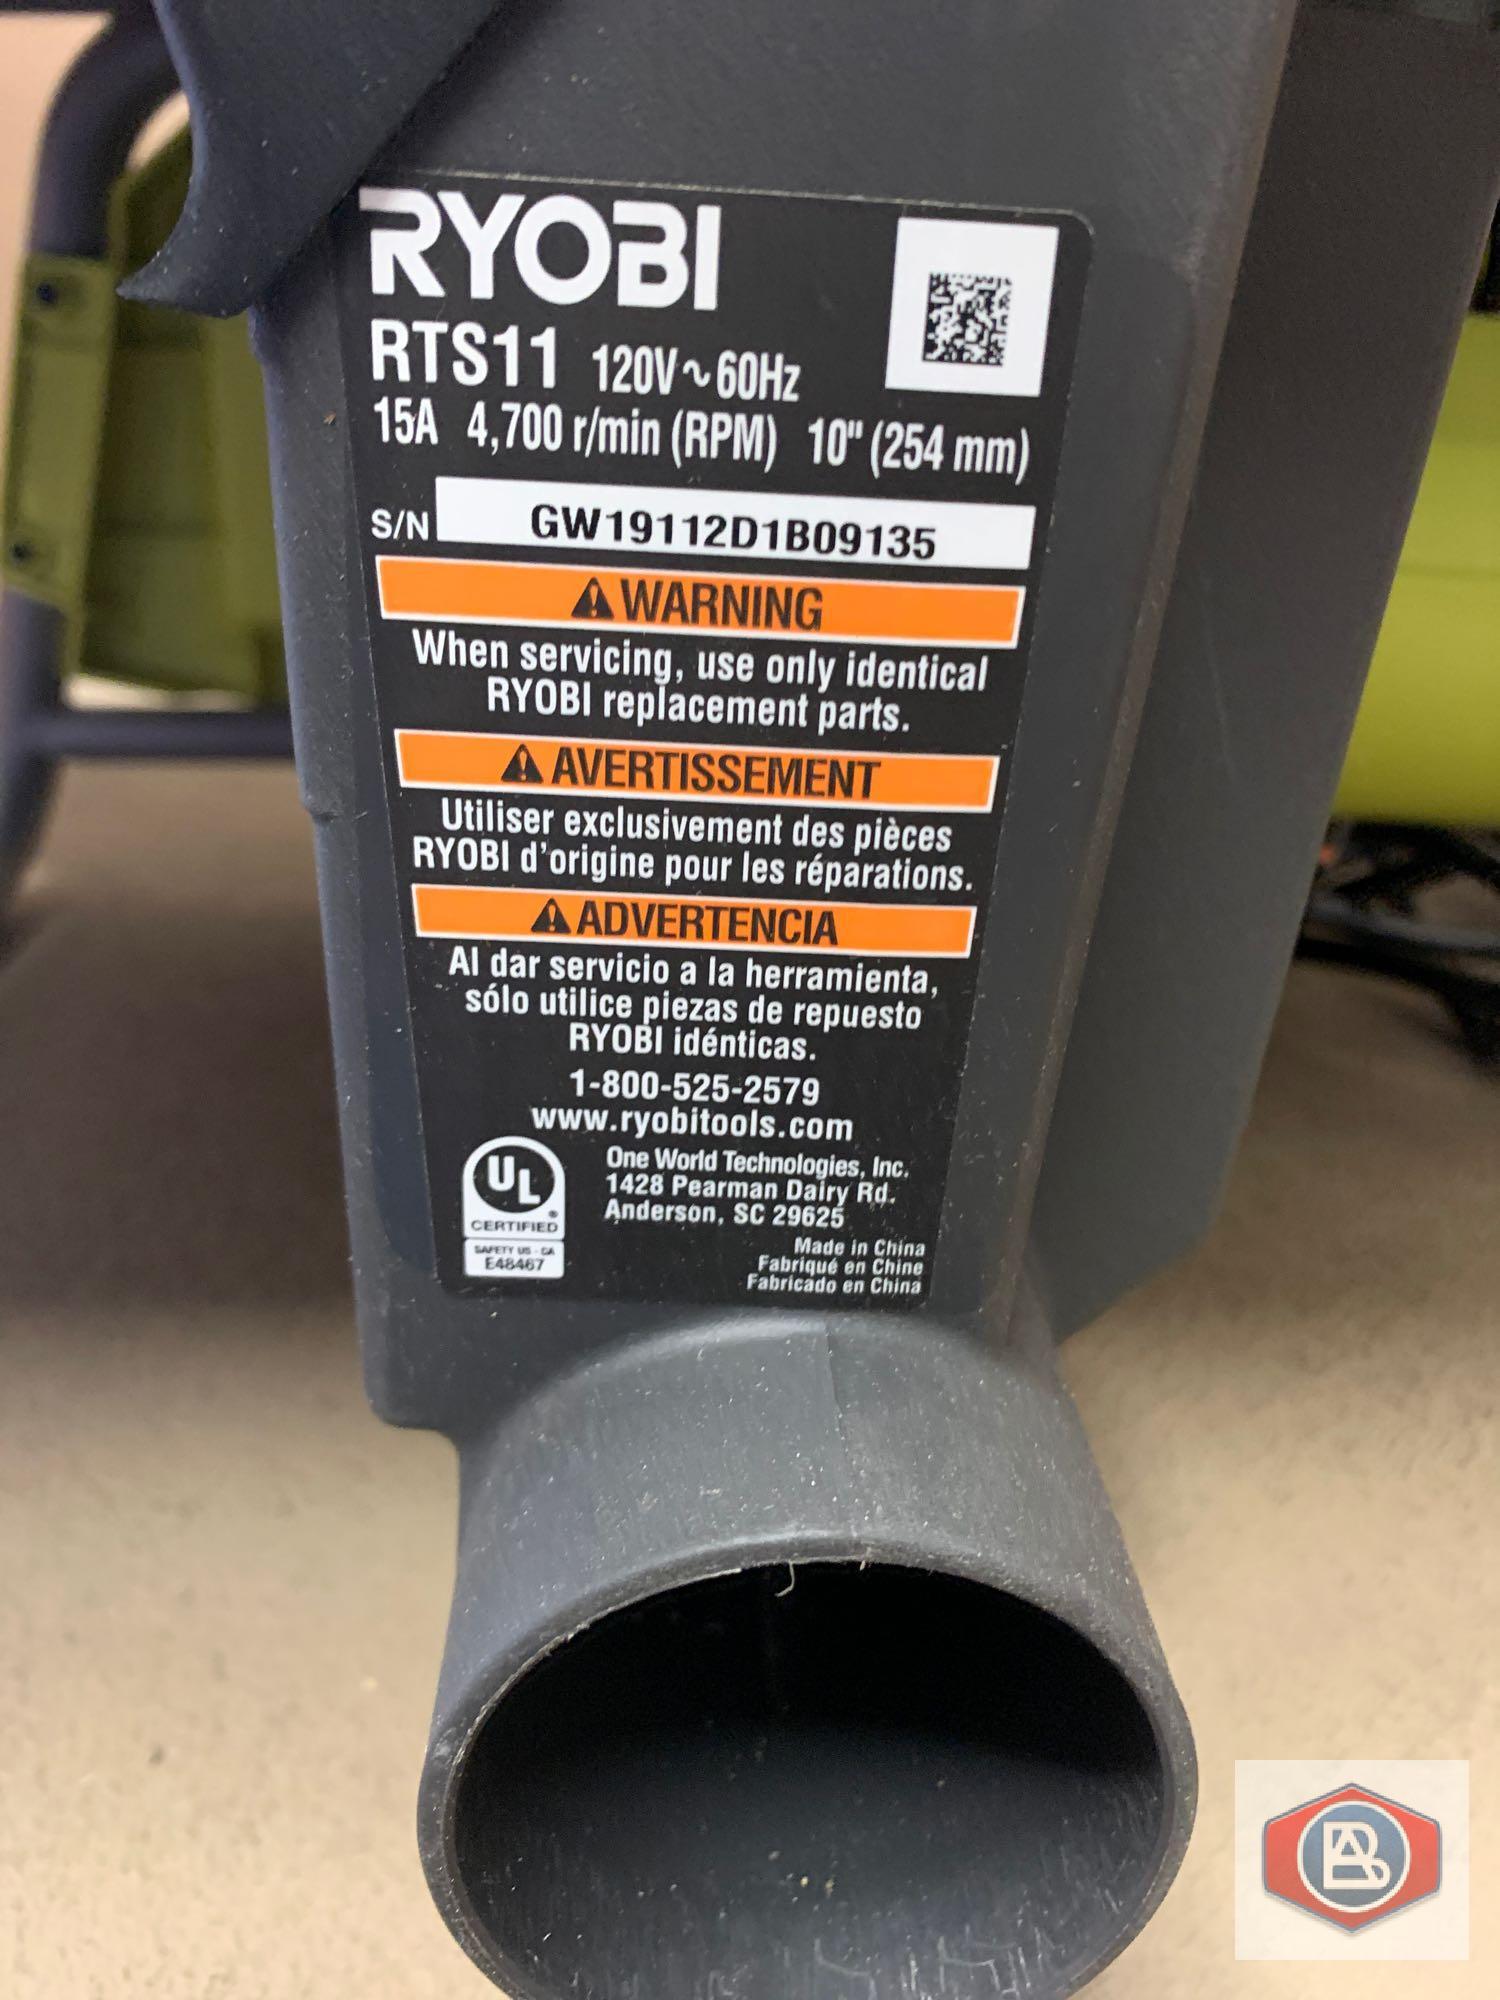 RYOBI
RTS11 120V~60Hz
15A 4,700 r/min (RPM) 10" (254 mm)
S/N GW19112D1B09135
⚠ WARNING
When servicing, use only identical
RYOBI replacement parts.
⚠ AVERTISSEMENT
Utiliser exclusivement des pièces
RYOBI d'origine pour les réparations.
⚠ ADVERTENCIA
Al dar servicio a la herramienta,
sólo utilice piezas de repuesto
RYOBI idénticas.
1-800-525-2579
www.ryobitools.com
UL ®
CERTIFIED
SAFETY US - CA
E48467
One World Technologies, Inc.
1428 Pearman Dairy Rd.
Anderson, SC 29625
Made in China
Fabriqué en Chine
Fabricado en China